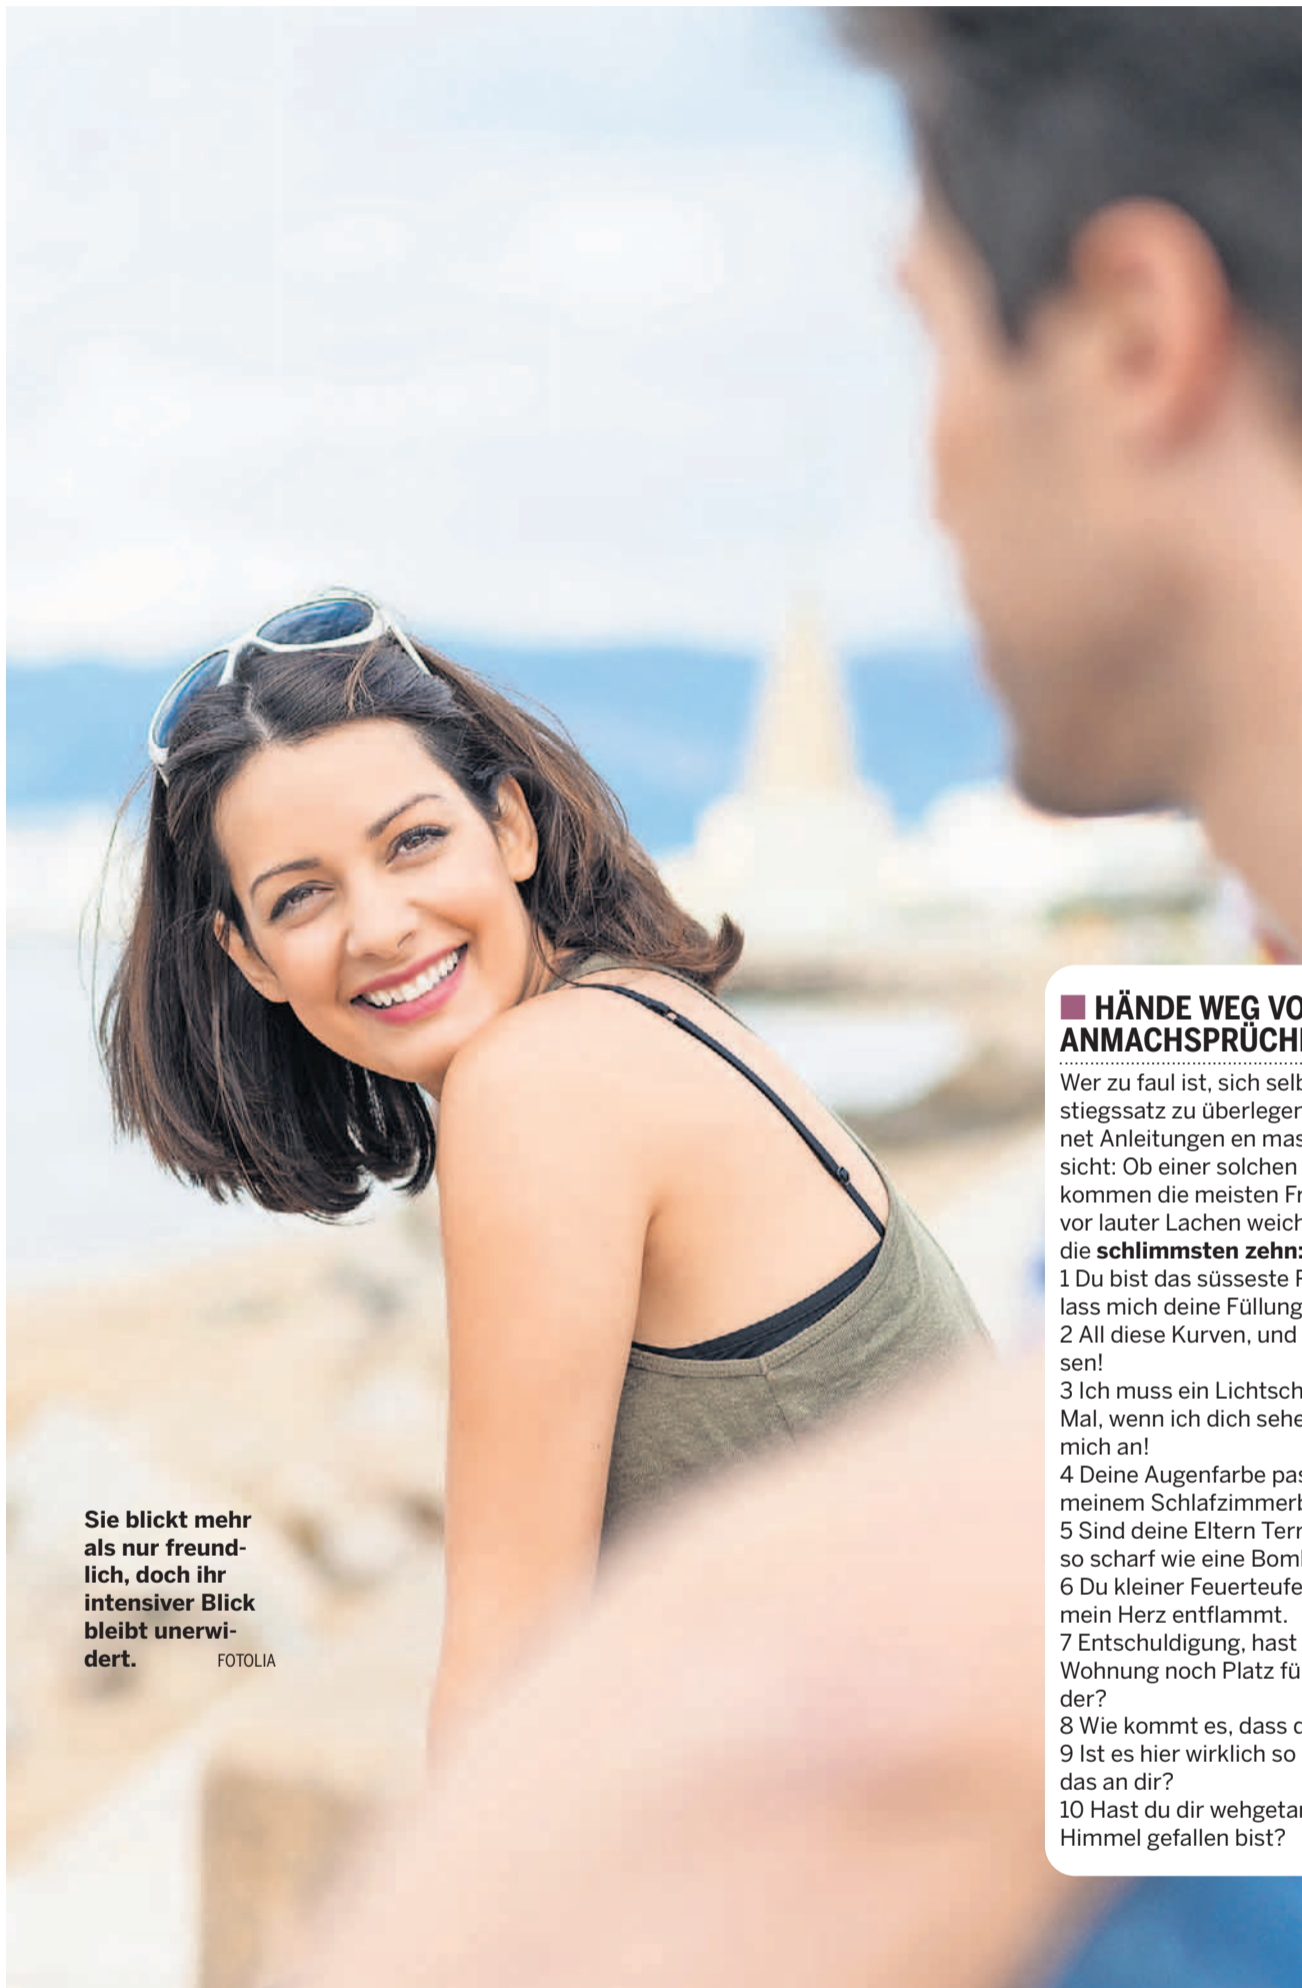 Sie blickt mehr
als nur freund-
lich, doch ihr
intensiver Blick
bleibt unerwi-
dert. FOTOLIA
HÄNDE WEG
Wer zu faul ist, sich
stiegssatz zu
net Anleitungen en
sicht: Ob einer solchen
kommen die meisten
vor lauter Lachen
die schlimmsten zehn:
1 Du bist das süsseste
lass mich deine Füllung
2 All diese Kurven, und
sen!
3 Ich muss ein
Mal, wenn ich dich
mich an!
4 Deine Augenfarbe
meinem
5 Sind deine Eltern
so scharf wie eine
6 Du kleiner
mein Herz entflammt.
7 Entschuldigung, hast
Wohnung noch Platz
der?
8 Wie kommt es, dass
9 Ist es hier wirklich so
das an dir?
10 Hast du dir
Himmel gefallen bist?